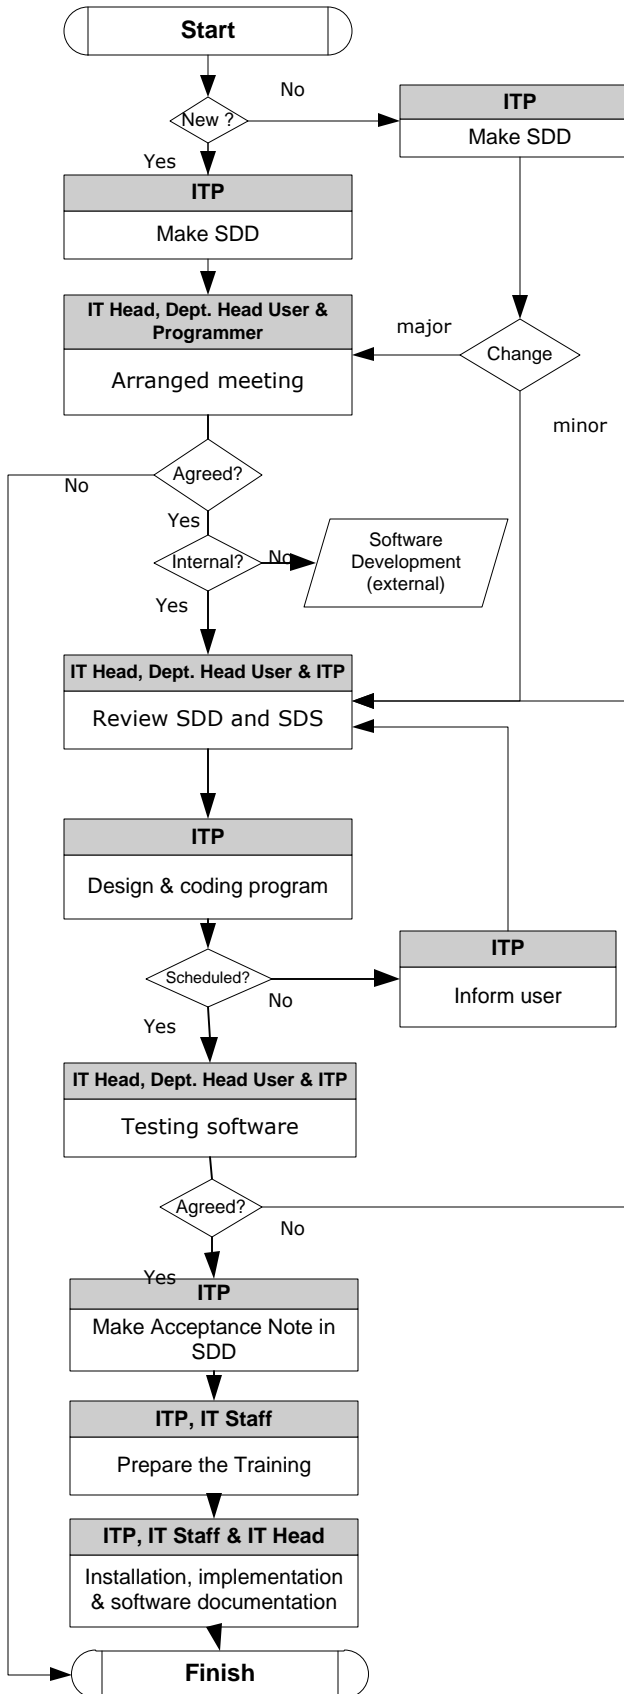 Start
No
New ?
ITP
Make SDD
Yes
ITP
Make SDD
IT Head, Dept. Head User &
Programmer
Arranged meeting
major
Change
minor
Agreed?
No
Yes
Internal?
No
Software
Development
(external)
Yes
IT Head, Dept. Head User & ITP
Review SDD and SDS
ITP
Design & coding program
Scheduled?
No
ITP
Inform user
Yes
IT Head, Dept. Head User & ITP
Testing software
Agreed?
No
Yes
ITP
Make Acceptance Note in
SDD
ITP, IT Staff
Prepare the Training
ITP, IT Staff & IT Head
Installation, implementation
& software documentation
Finish